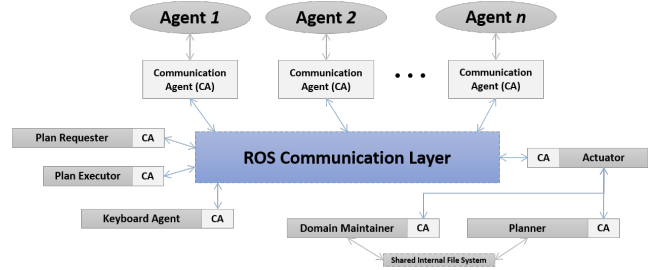 Agent 1
Agent 2
Agent n
Communication
Agent (CA)
Communication
Agent (CA)
• • •
Communication
Agent (CA)
Plan Requester
CA
ROS Communication Layer
CA
Actuator
Plan Executor
CA
Keyboard Agent
CA
Domain Maintainer
CA
Planner
CA
Shared Internal File System